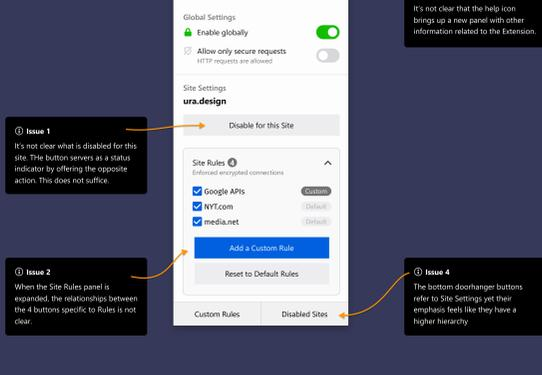 It's not clear that the help icon
brings up a new panel with other
information related to the Extension.
Global Settings
Enable globally
Allow only secure requests
HTTP requests are allowed
Site Settings
ura.design
Disable for this Site
Issue 1
It's not clear what is disabled for this
site. THe button servers as a status
indicator by offering the opposite
action. This does not suffice.
Site Rules 4
Enforced encrypted connections
Google APIs Custom
NYT.com Default
media.net Default
Add a Custom Rule
Reset to Default Rules
Issue 2
When the Site Rules panel is
expanded, the relationships between
the 4 buttons specific to Rules is not
clear.
Issue 4
The bottom doorhanger buttons
refer to Site Settings yet their
emphasis feels like they have a
higher hierarchy
Custom Rules
Disabled Sites